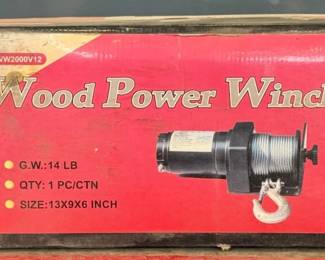 WW2000V12
Wood Power Winch
G.W.:14 LB
QTY: 1 PC/CTN
SIZE:13X9X6 INCH